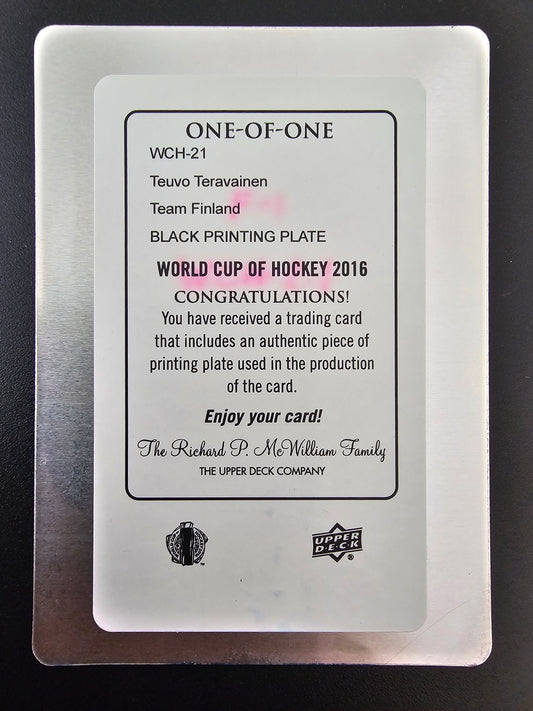 ONE-OF-ONE
WCH-21
Teuvo Teravainen
Team Finland
BLACK PRINTING PLATE
WORLD CUP OF HOCKEY 2016
CONGRATULATIONS!
You have received a trading card
that includes an authentic piece of
printing plate used in the production
of the card.
Enjoy your card!
The Richard P. McWilliam Family
THE UPPER DECK COMPANY
UPPER
D·E·C·K
®